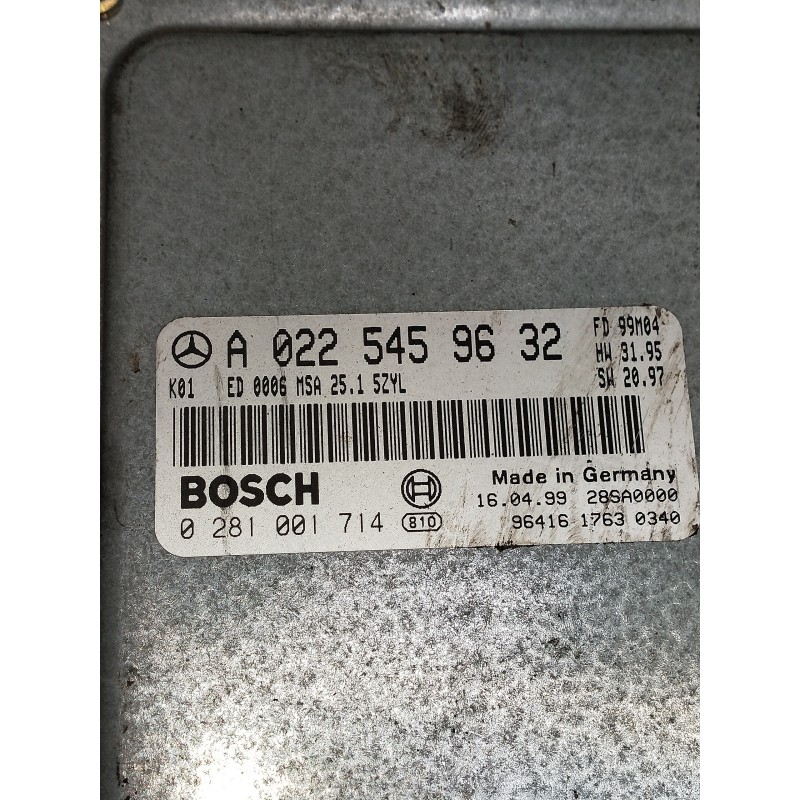 A 022 545 96 32
FD 99M04
HW 31.95
SW 20.97
K01 ED 0006 MSA 25.1 5ZYL
BOSCH
Made in Germany
16.04.99 28SA0000
0 281 001 714 810
96416 1763 0340